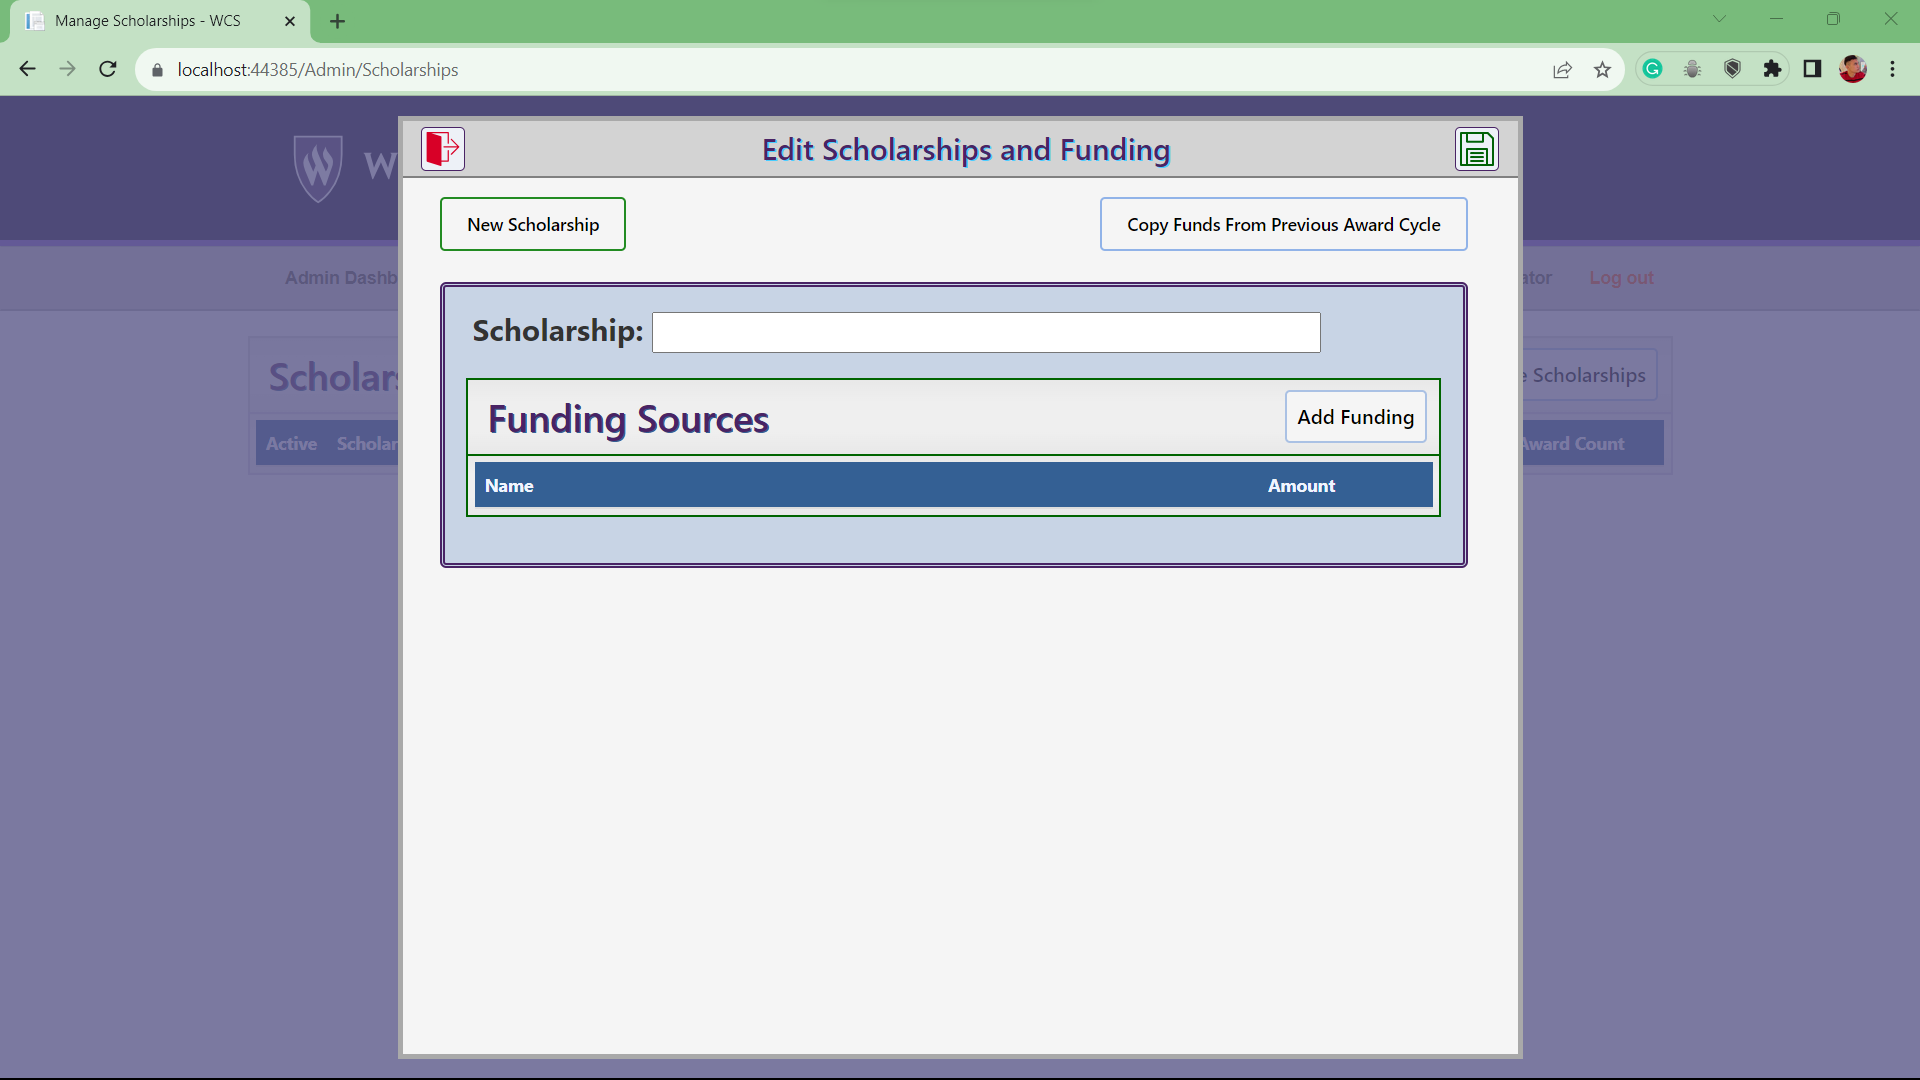 Manage Scholarships - WCS
localhost:44385/Admin/Scholarships
W
Edit Scholarships and Funding
New Scholarship
Copy Funds From Previous Award Cycle
Admin Dashb
ator
Log out
Scholarship:
Scholars
e Scholarships
Funding Sources
Add Funding
Active Scholar
Award Count
Name
Amount